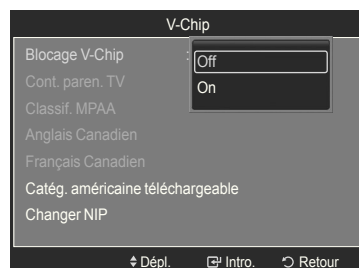 V-Chip
Blocage V-Chip : Off
On
Cont. paren. TV
Classif. MPAA
Anglais Canadien
Français Canadien
Catég. américaine téléchargeable
Changer NIP
Dépl. Intro. Retour